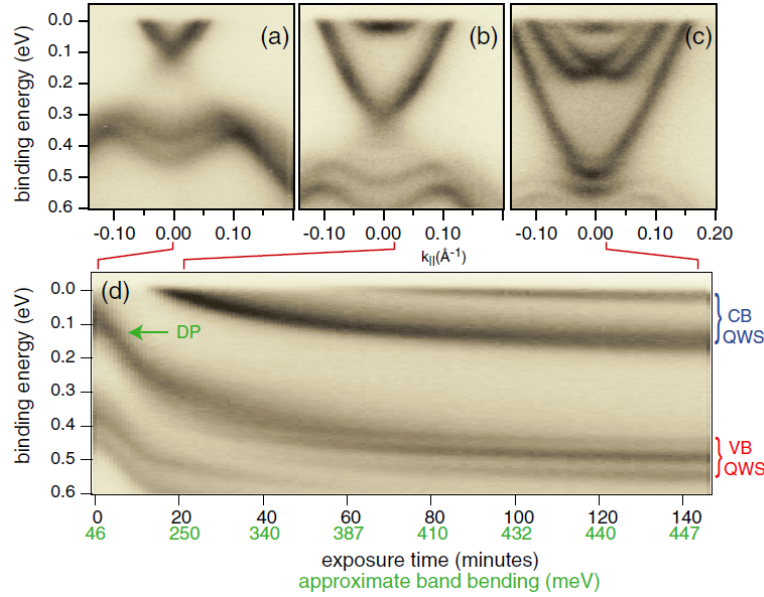 (a)
(b)
(c)
binding energy (eV)
0.0
0.1
0.2
0.3
0.4
0.5
0.6
-0.10 0.00 0.10
-0.10 0.00 0.10
-0.10 0.00 0.10 0.20
k||(Å-1)
(d)
DP
binding energy (eV)
0.0
0.1
0.2
0.3
0.4
0.5
0.6
CB
QWS
VB
QWS
0 20 40 60 80 100 120 140
46 250 340 387 410 432 440 447
exposure time (minutes)
approximate band bending (meV)